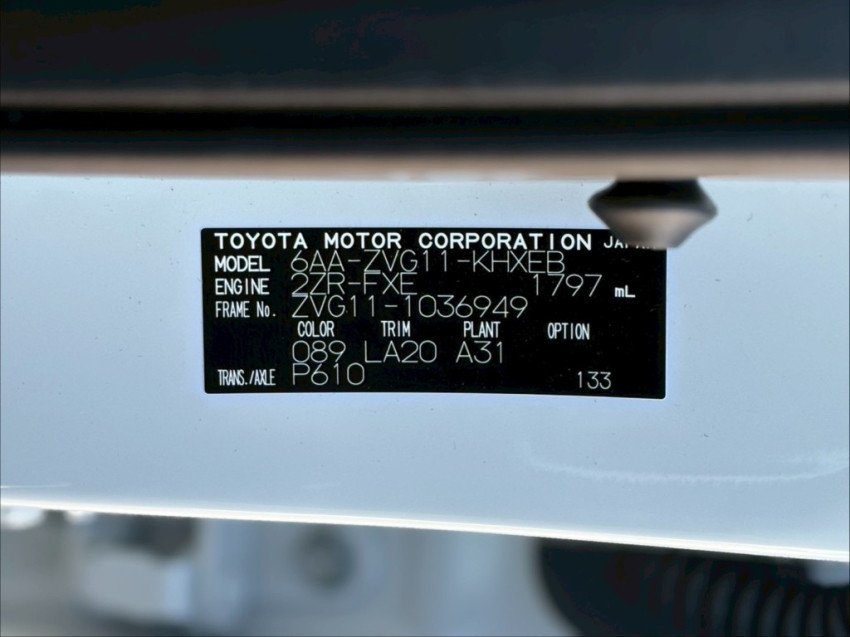 TOYOTA MOTOR CORPORATION JAPAN
MODEL 6AA-ZVG11-KHXEB
ENGINE 2ZR-FXE 1797 mL
FRAME No. ZVG11-1036949
COLOR TRIM PLANT OPTION
089 LA20 A31
TRANS./AXLE P610 133